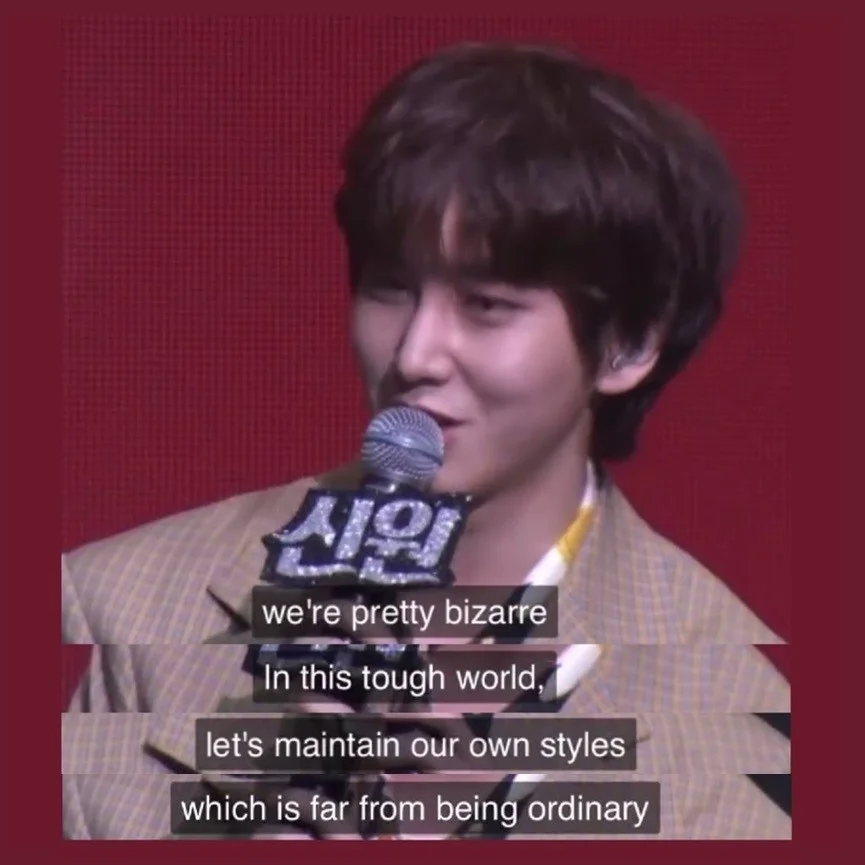 신원
we're pretty bizarre
In this tough world,
let's maintain our own styles
which is far from being ordinary